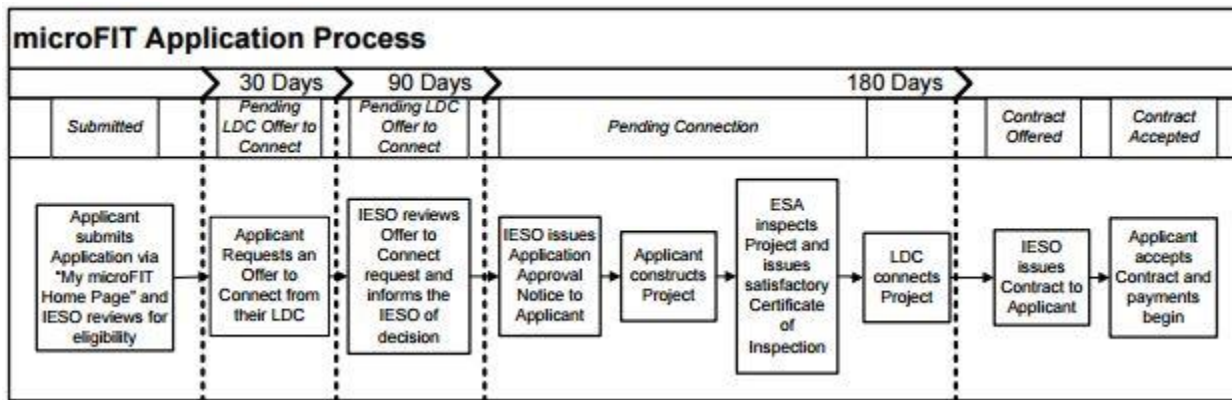 microFIT Application Process
30 Days
90 Days
180 Days
Submitted
Pending
LDC Offer to
Connect
Pending LDC
Offer to
Connect
Pending Connection
Contract
Offered
Contract
Accepted
Applicant
submits
Application via
"My microFIT
Home Page" and
IESO reviews for
eligibility
Applicant
Requests an
Offer to
Connect from
their LDC
IESO reviews
Offer to
Connect
request and
informs the
IESO of
decision
IESO issues
Application
Approval
Notice to
Applicant
Applicant
constructs
Project
ESA
inspects
Project and
issues
satisfactory
Certificate
of
Inspection
LDC
connects
Project
IESO
issues
Contract to
Applicant
Applicant
accepts
Contract and
payments
begin